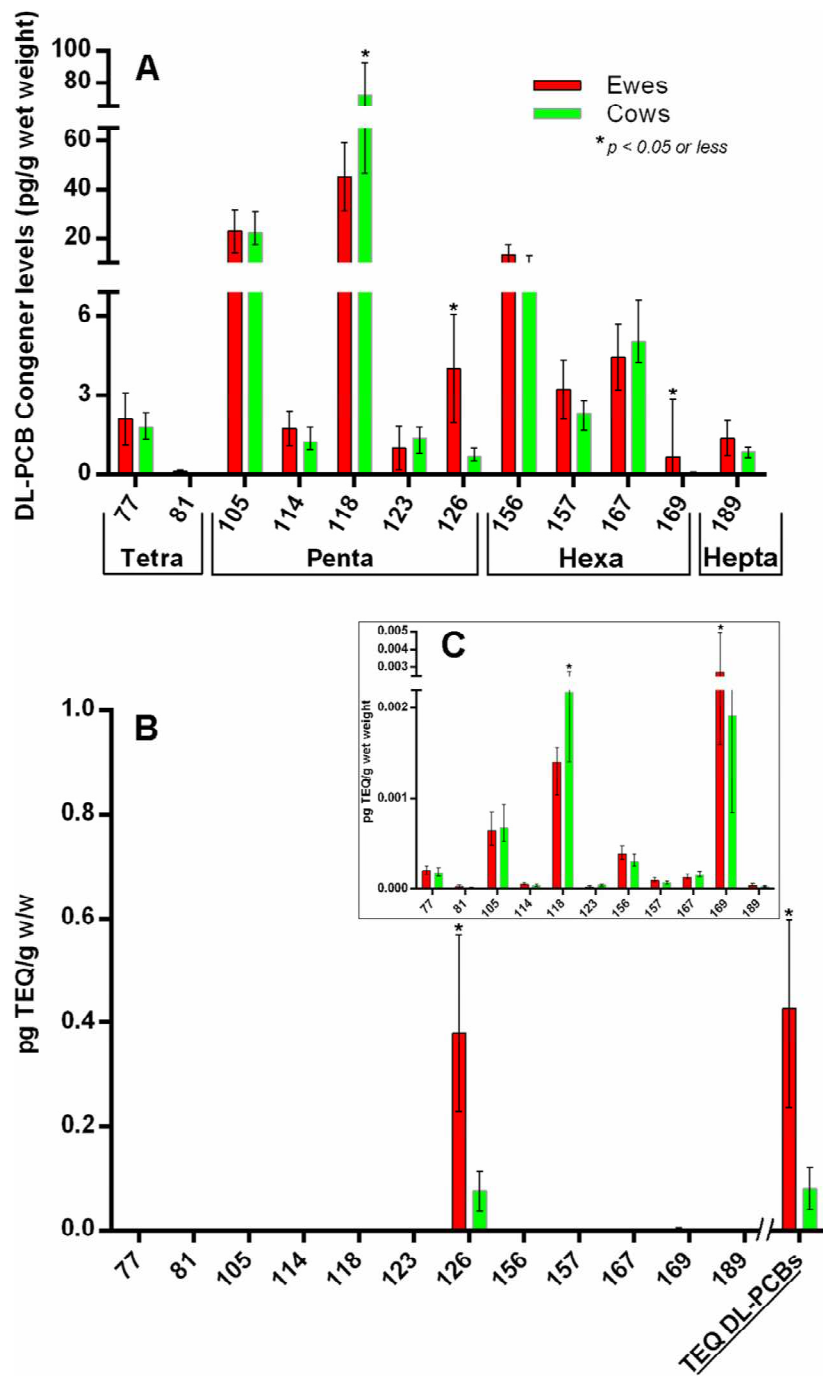 A
DL-PCB Congener levels (pg/g wet weight)
100
80
60
40
20
6
3
0
*
*
*
Ewes
Cows
* p < 0.05 or less
77 81 105 114 118 123 126 156 157 167 169 189
Tetra Penta Hexa Hepta
B
pg TEQ/g w/w
1.0
0.8
0.6
0.4
0.2
0.0
*
*
77 81 105 114 118 123 126 156 157 167 169 189 TEQ DL-PCBs
C
pg TEQ/g wet weight
0.005
0.004
0.003
0.002
0.001
0.000
*
*
77 81 105 114 118 123 156 157 167 169 189